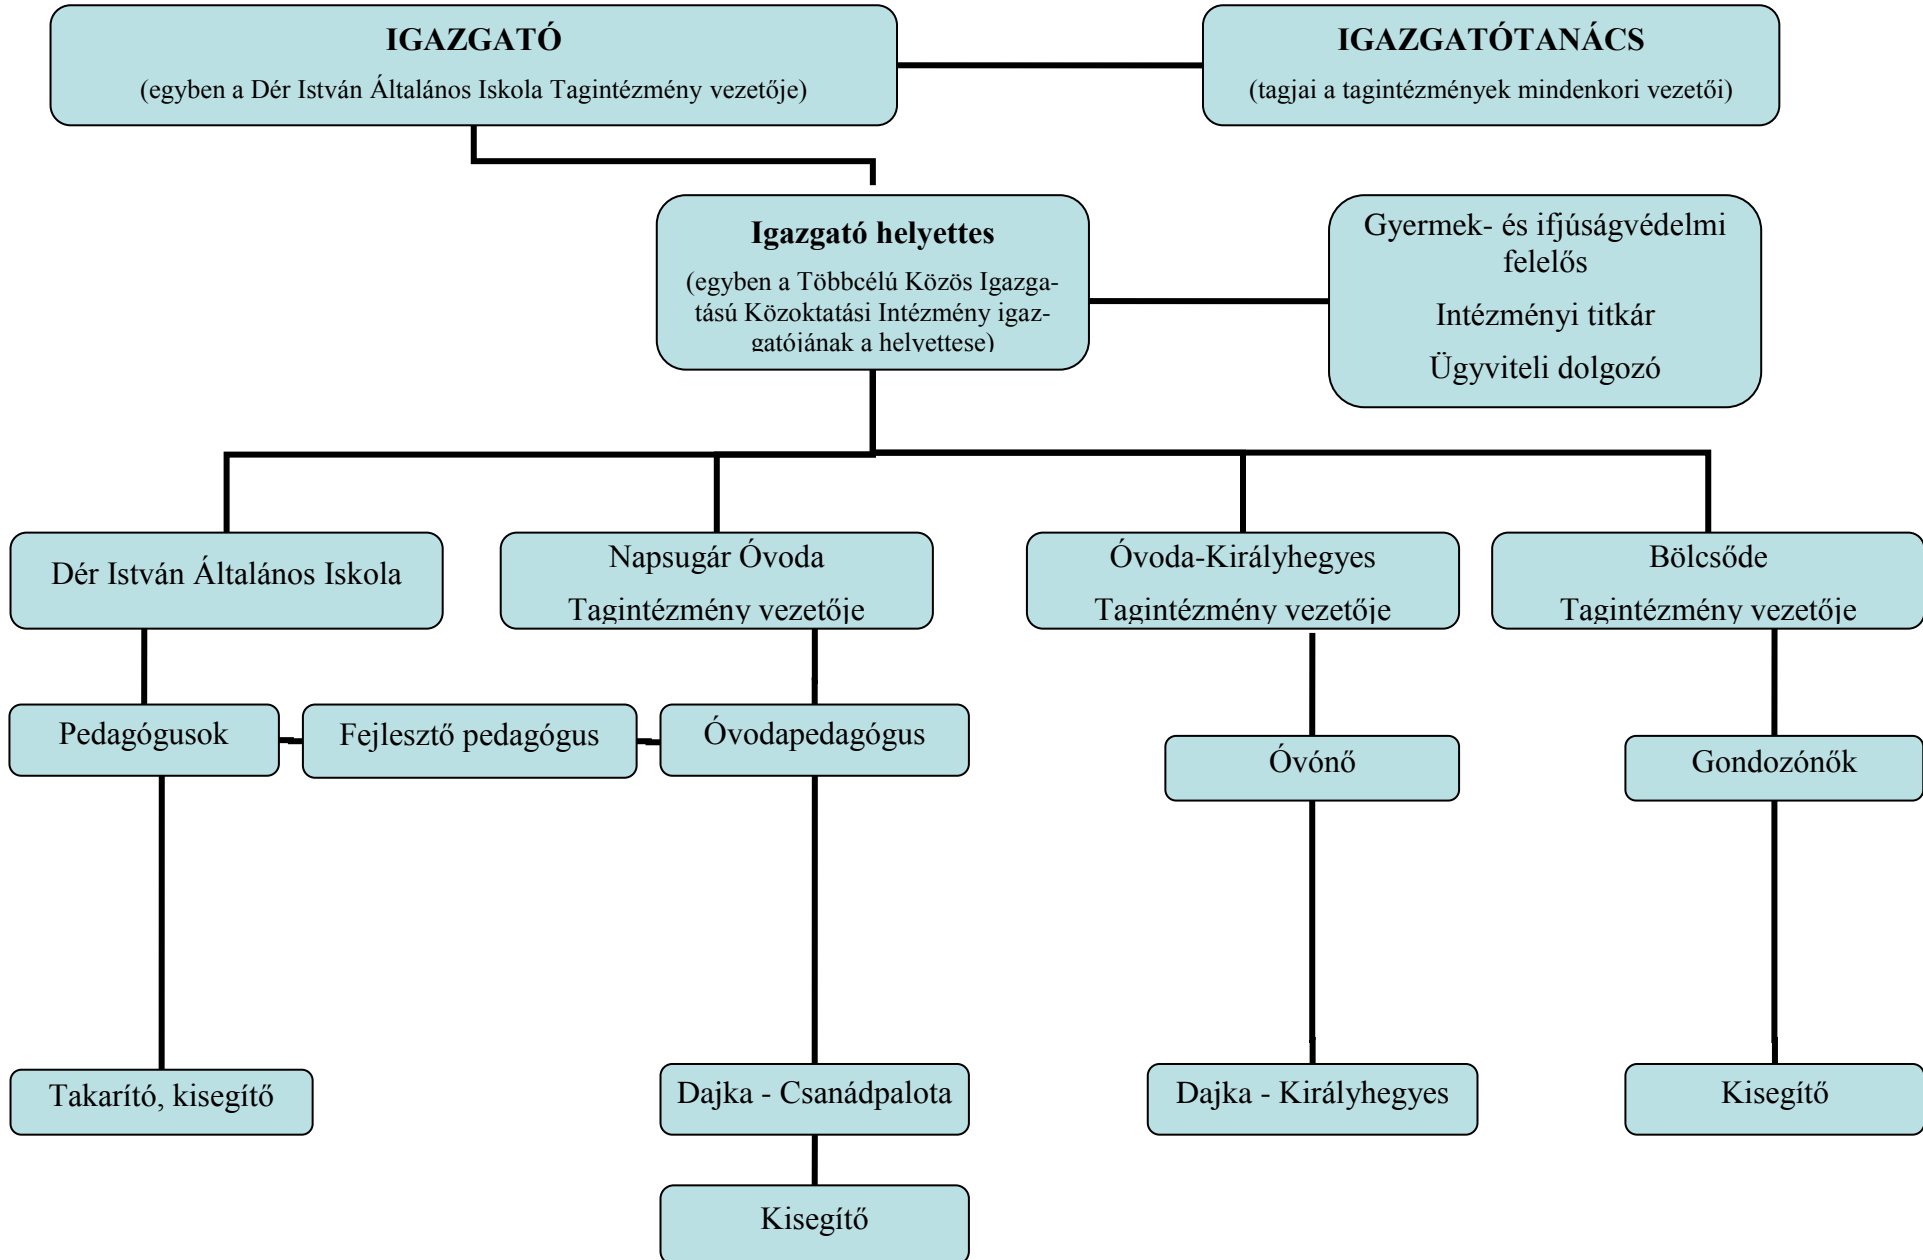 IGAZGATÓ
(egyben a Dér István Általános Iskola Tagintézmény vezetője)
IGAZGATÓTANÁCS
(tagjai a tagintézmények mindenkori vezetői)
Igazgató helyettes
(egyben a Többcélú Közös Igazga-
tású Közoktatási Intézmény igaz-
gatójának a helyettese)
Gyermek- és ifjúságvédelmi
felelős
Intézményi titkár
Ügyviteli dolgozó
Dér István Általános Iskola
Napsugár Óvoda
Tagintézmény vezetője
Óvoda-Királyhegyes
Tagintézmény vezetője
Bölcsőde
Tagintézmény vezetője
Pedagógusok
Fejlesztő pedagógus
Óvodapedagógus
Óvónő
Gondozónők
Takarító, kisegítő
Dajka - Csanádpalota
Dajka - Királyhegyes
Kisegítő
Kisegítő